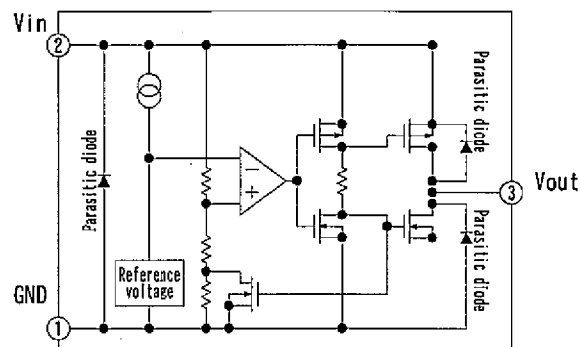 Vin
2
Parasitic diode
−
+
Parasitic diode
3
Vout
Parasitic diode
Reference
voltage
GND
1